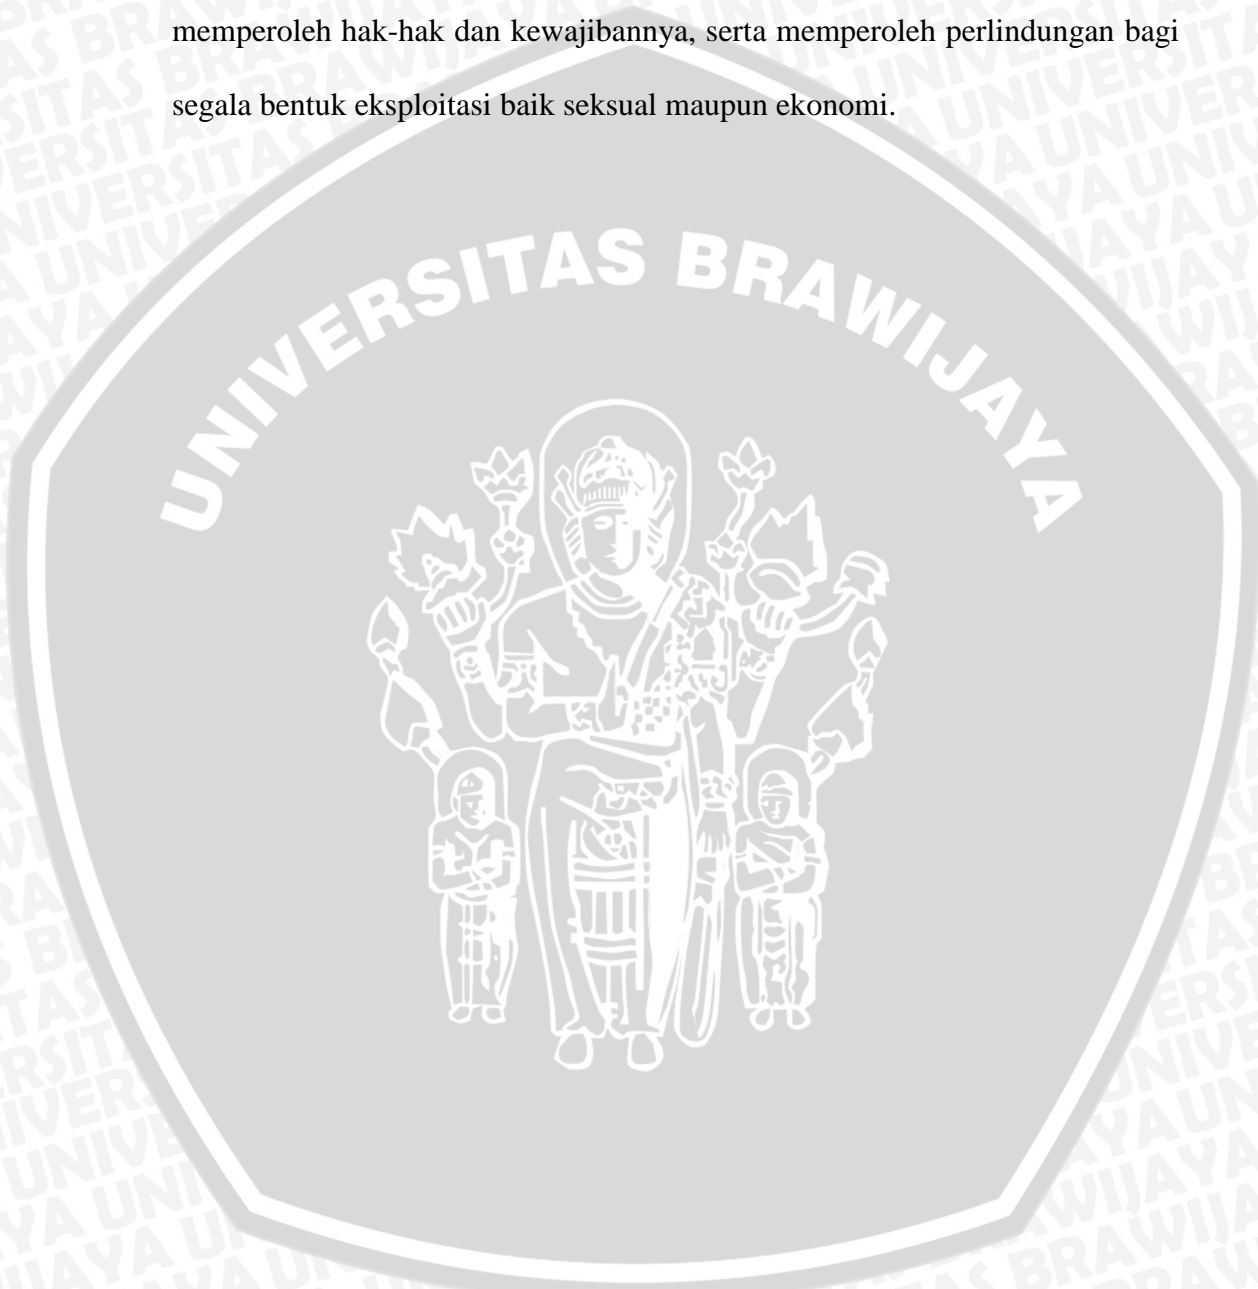 memperoleh hak-hak dan kewajibannya, serta memperoleh perlindungan bagi
segala bentuk eksploitasi baik seksual maupun ekonomi.
UNIVERSITAS BRAWIJAYA